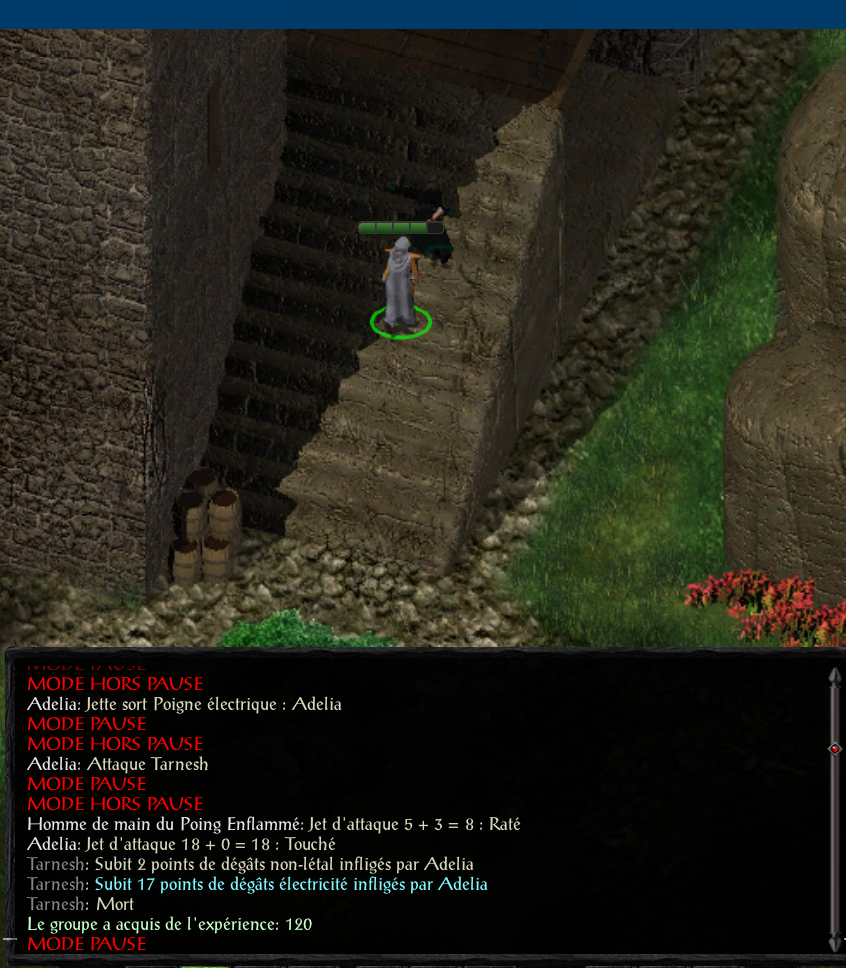 MODE PAUSE
MODE HORS PAUSE
Adelia: Jette sort Poigne électrique : Adelia
MODE PAUSE
MODE HORS PAUSE
Adelia: Attaque Tarnesh
MODE PAUSE
MODE HORS PAUSE
Homme de main du Poing Enflammé: Jet d'attaque 5 + 3 = 8 : Raté
Adelia: Jet d'attaque 18 + 0 = 18 : Touché
Tarnesh: Subit 2 points de dégâts non-létal infligés par Adelia
Tarnesh: Subit 17 points de dégâts électricité infligés par Adelia
Tarnesh: Mort
Le groupe a acquis de l'expérience: 120
MODE PAUSE